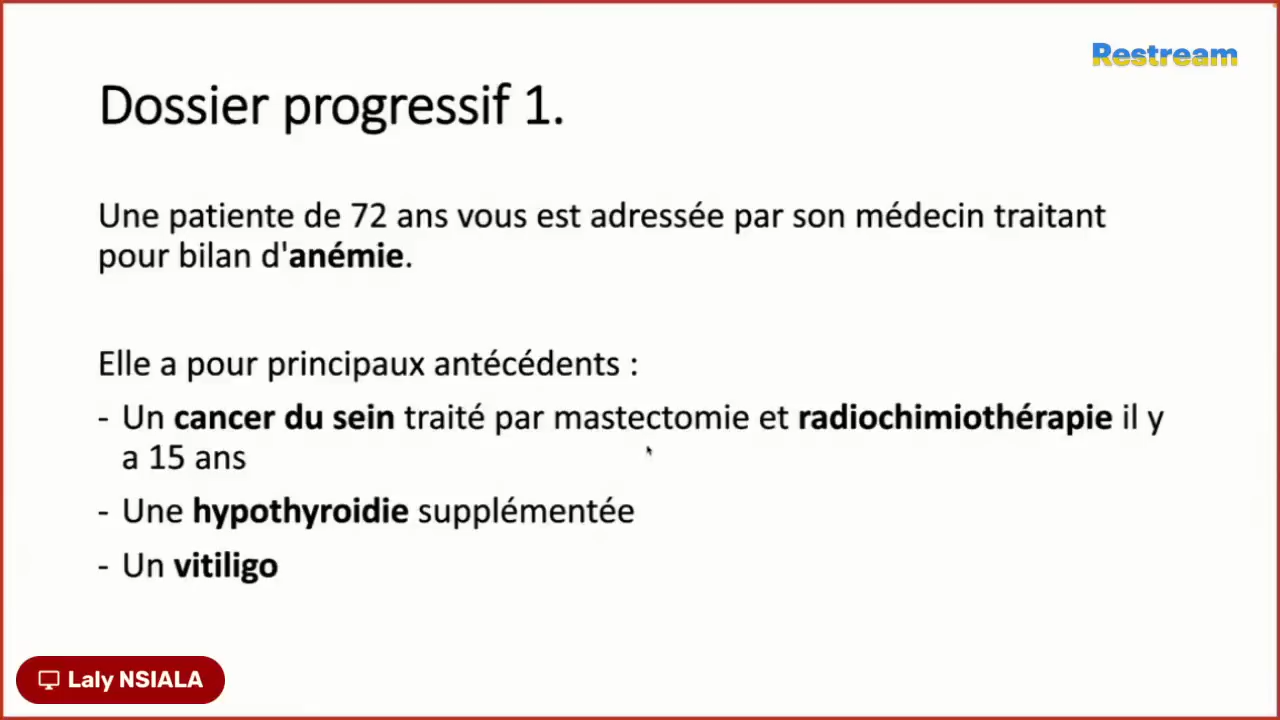 Restream
Dossier progressif 1.
Une patiente de 72 ans vous est adressée par son médecin traitant
pour bilan d'anémie.
Elle a pour principaux antécédents :
- Un cancer du sein traité par mastectomie et radiochimiothérapie il y
a 15 ans
- Une hypothyroidie supplémentée
- Un vitiligo
Laly NSIALA